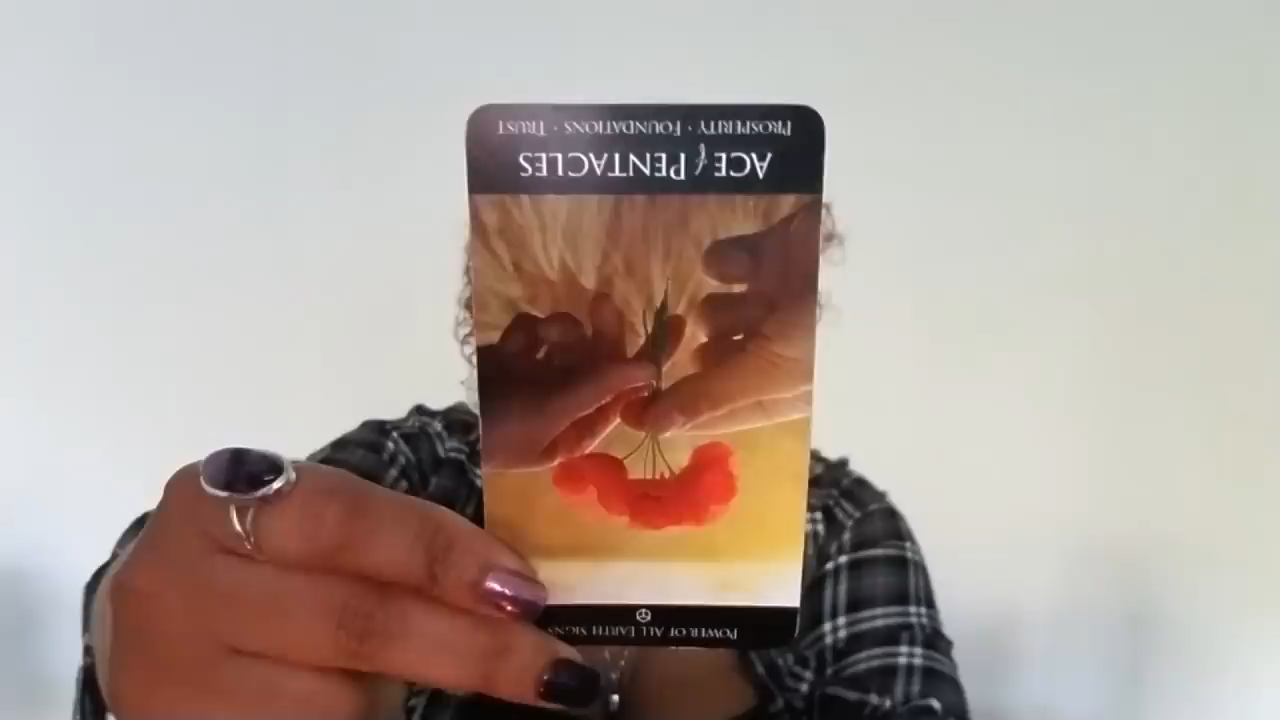 POWER OF ALL EARTH SIGNS
ACE of PENTACLES
PROSPERITY · FOUNDATIONS · TRUST